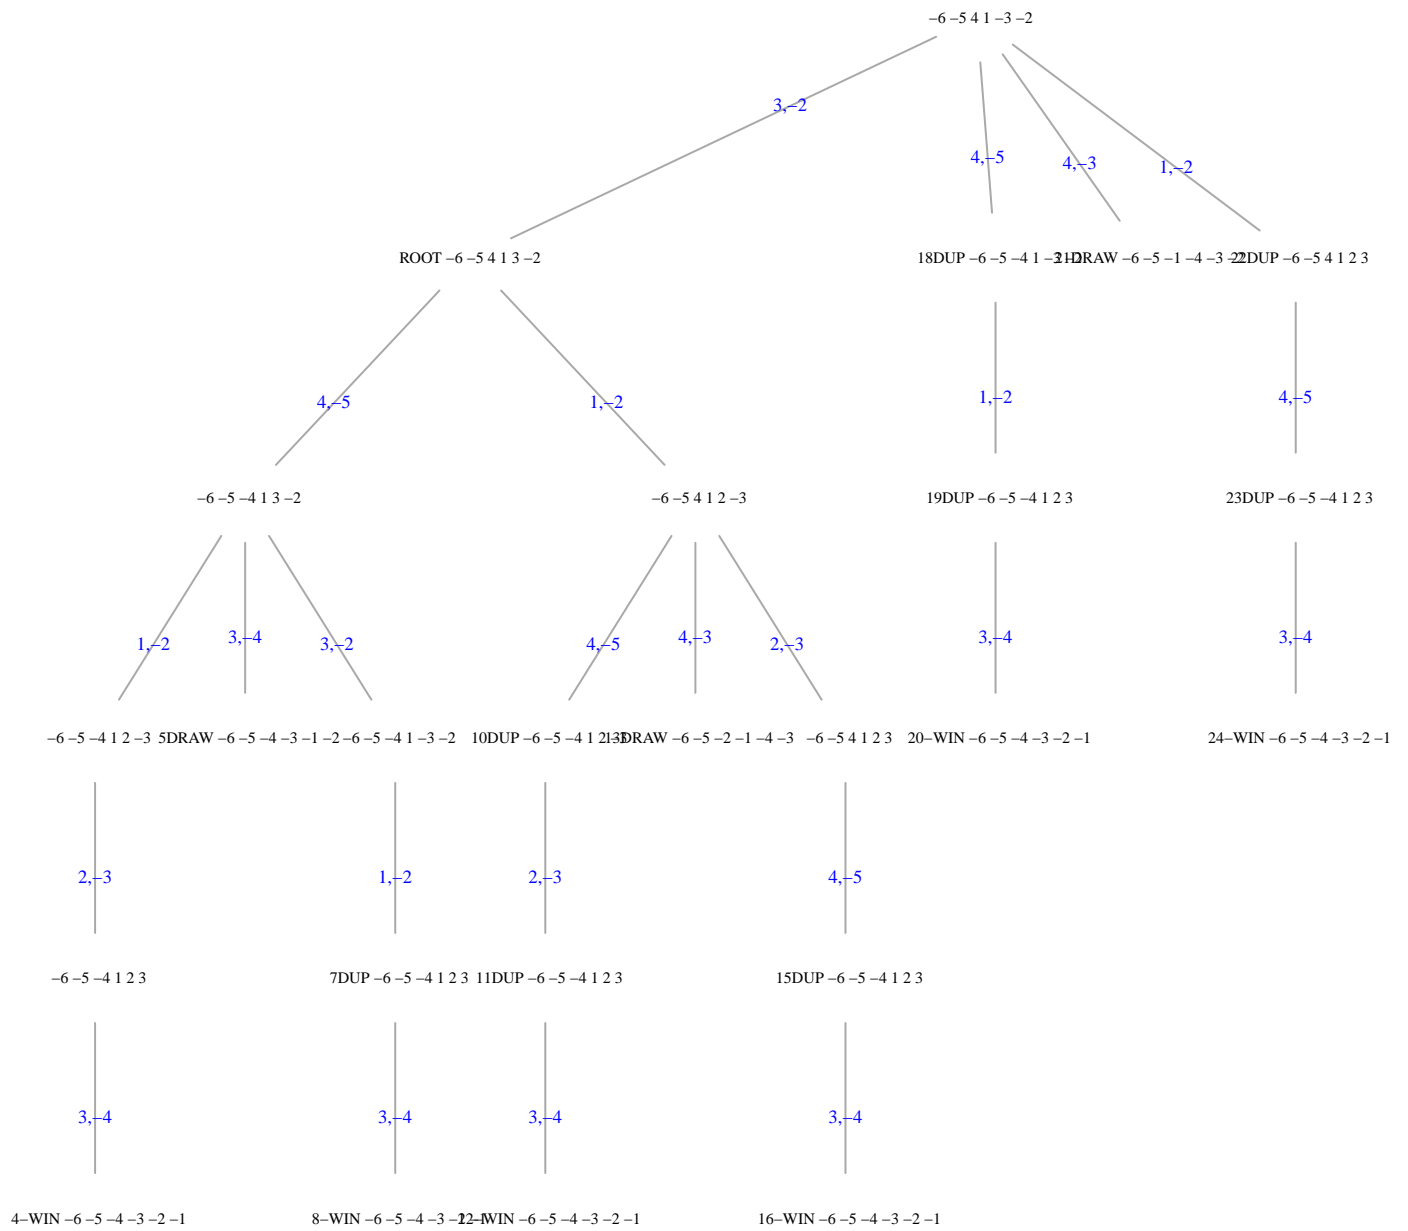 –6 –5 4 1 –3 –2
3,–2
4,–5
4,–3
1,–2
ROOT –6 –5 4 1 3 –2
18DUP –6 –5 –4 1 –3 –2
21DRAW –6 –5 –1 –4 –3 –2
22DUP –6 –5 4 1 2 3
4,–5
1,–2
1,–2
4,–5
–6 –5 –4 1 3 –2
–6 –5 4 1 2 –3
19DUP –6 –5 –4 1 2 3
23DUP –6 –5 –4 1 2 3
1,–2
3,–4
3,–2
4,–5
4,–3
2,–3
3,–4
3,–4
–6 –5 –4 1 2 –3
5DRAW –6 –5 –4 –3 –1 –2
–6 –5 –4 1 –3 –2
10DUP –6 –5 –4 1 2 –3
13DRAW –6 –5 –2 –1 –4 –3
–6 –5 4 1 2 3
20–WIN –6 –5 –4 –3 –2 –1
24–WIN –6 –5 –4 –3 –2 –1
2,–3
1,–2
2,–3
4,–5
–6 –5 –4 1 2 3
7DUP –6 –5 –4 1 2 3
11DUP –6 –5 –4 1 2 3
15DUP –6 –5 –4 1 2 3
3,–4
3,–4
3,–4
3,–4
4–WIN –6 –5 –4 –3 –2 –1
8–WIN –6 –5 –4 –3 –2 –1
12–WIN –6 –5 –4 –3 –2 –1
16–WIN –6 –5 –4 –3 –2 –1